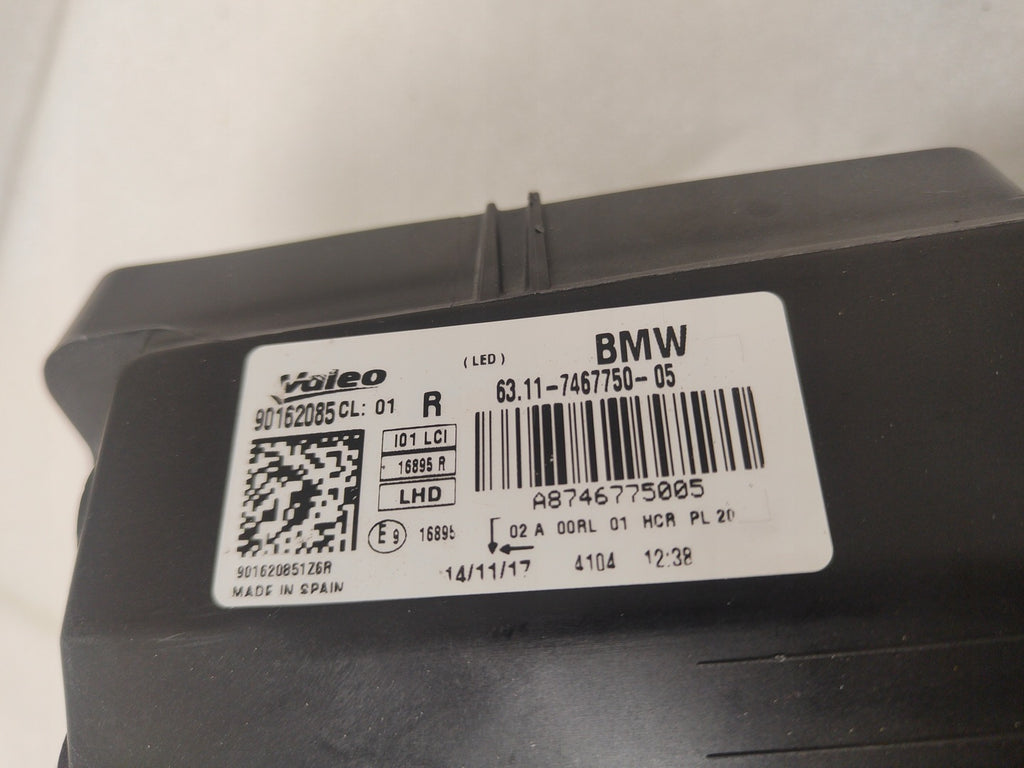 Valeo
(LED)
BMW
90162085 CL: 01 R
63.11-7467750-05
I01 LCI
16895 R
LHD
A8746775005
E9 16895
02 A 00RL 01 HCR PL 20
90162085126R
14/11/17 4104 12:38
MADE IN SPAIN